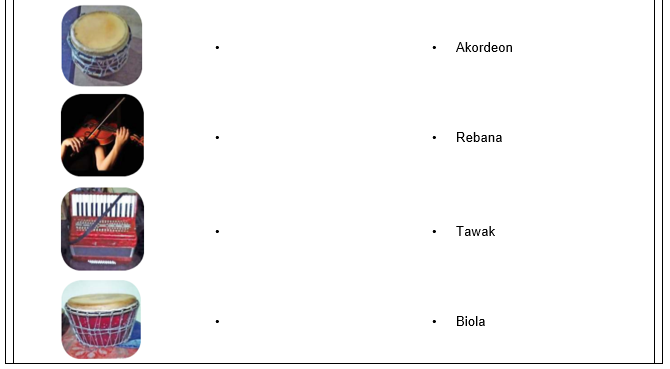 • • Akordeon
• • Rebana
• • Tawak
• • Biola